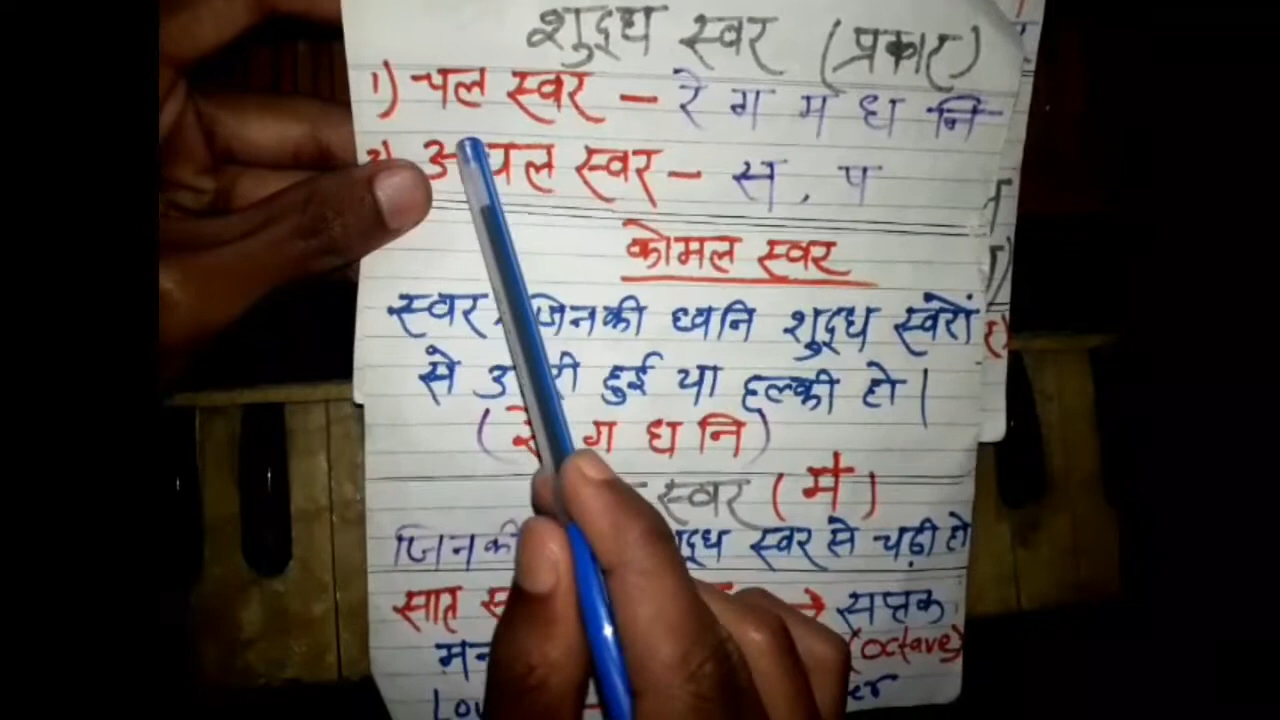 शुद्ध स्वर (प्रकार)
1) चल स्वर - रे ग म ध नि
अचल स्वर - स, प
कोमल स्वर
स्वर, जिनकी ध्वनि शुद्ध स्वरों
से हुई या हल्की हो।
(रे ग ध नि)
स्वर (मे)
जिनकी शुद्ध स्वर से चढ़ी हो
सात → सप्तक
(octave)